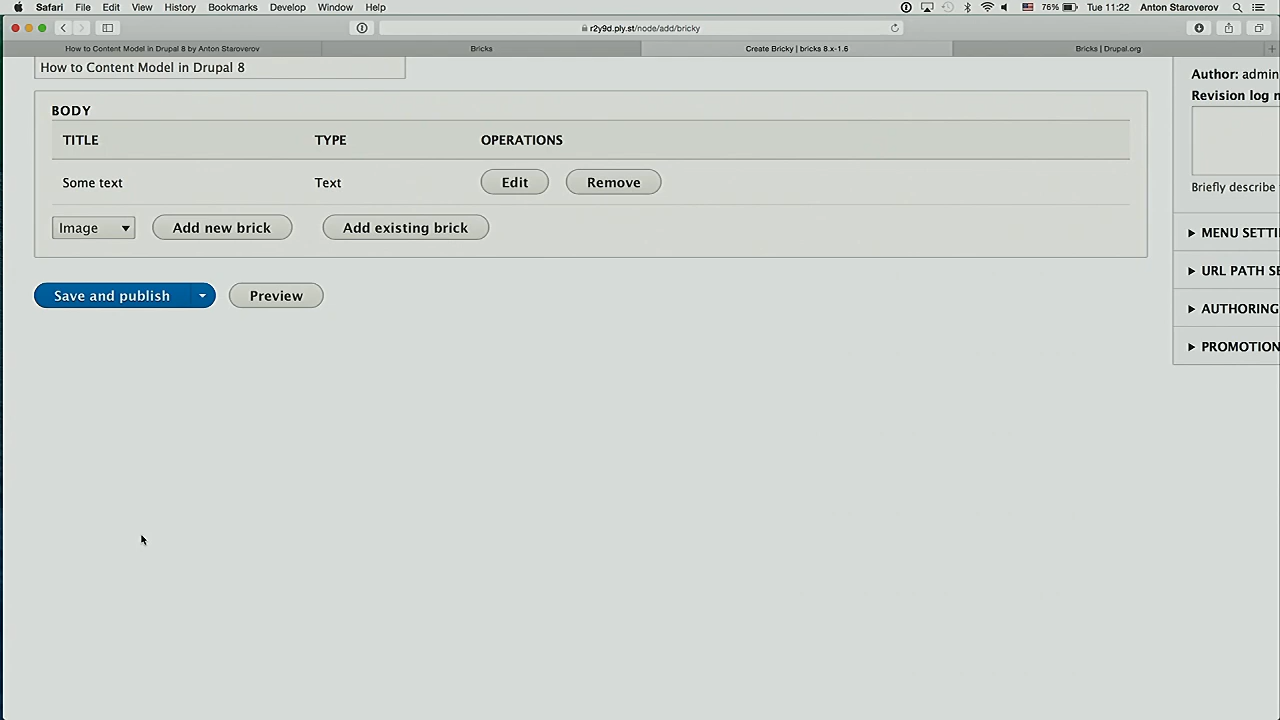 Safari File Edit View History Bookmarks Develop Window Help 76% Tue 11:22 Anton Staroverov
r2y9d.ply.st/node/add/bricky
How to Content Model in Drupal 8 by Anton Staroverov Bricks Create Bricky | bricks 8.x-1.6 Bricks | Drupal.org
How to Content Model in Drupal 8
Author: admin
Revision log
Briefly describe
BODY
TITLE TYPE OPERATIONS
Some text Text Edit Remove
Image Add new brick Add existing brick
Save and publish Preview
MENU SETTI
URL PATH SE
AUTHORING
PROMOTION